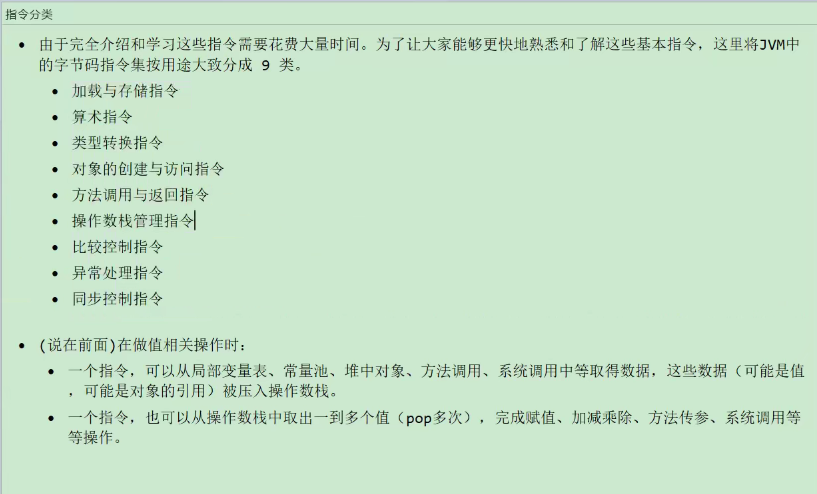 指令分类
由于完全介绍和学习这些指令需要花费大量时间。为了让大家能够更快地熟悉和了解这些基本指令，这里将JVM中
的字节码指令集按用途大致分成 9 类。
加载与存储指令
算术指令
类型转换指令
对象的创建与访问指令
方法调用与返回指令
操作数栈管理指令
比较控制指令
异常处理指令
同步控制指令
(说在前面)在做值相关操作时：
一个指令，可以从局部变量表、常量池、堆中对象、方法调用、系统调用中等取得数据，这些数据（可能是值
，可能是对象的引用）被压入操作数栈。
一个指令，也可以从操作数栈中取出一到多个值（pop多次），完成赋值、加减乘除、方法传参、系统调用等
等操作。